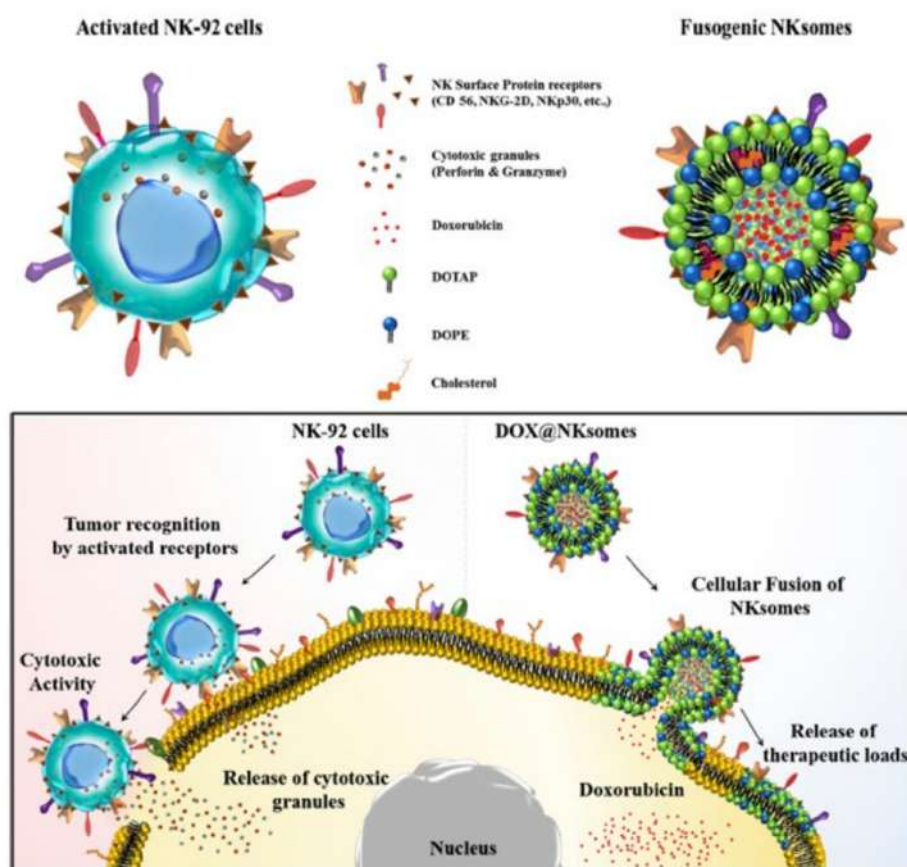 Activated NK-92 cells
Fusogenic NKsomes
NK Surface Protein receptors
(CD 56, NKG-2D, NKp30, etc.,)
Cytotoxic granules
(Perforin & Granzyme)
Doxorubicin
DOTAP
DOPE
Cholesterol
NK-92 cells
DOX@NKsomes
Tumor recognition
by activated receptors
Cellular Fusion of
NKsomes
Cytotoxic
Activity
Release of
therapeutic loads
Release of cytotoxic
granules
Doxorubicin
Nucleus